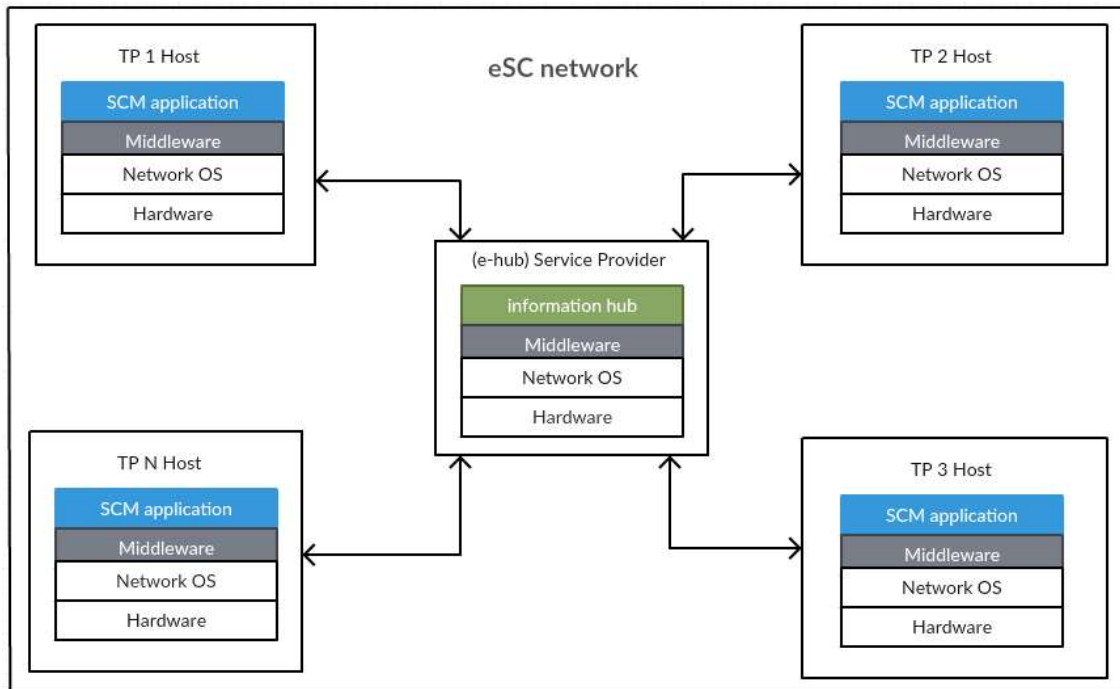 eSC network
TP 1 Host
SCM application
Middleware
Network OS
Hardware
TP 2 Host
SCM application
Middleware
Network OS
Hardware
(e-hub) Service Provider
information hub
Middleware
Network OS
Hardware
TP N Host
SCM application
Middleware
Network OS
Hardware
TP 3 Host
SCM application
Middleware
Network OS
Hardware